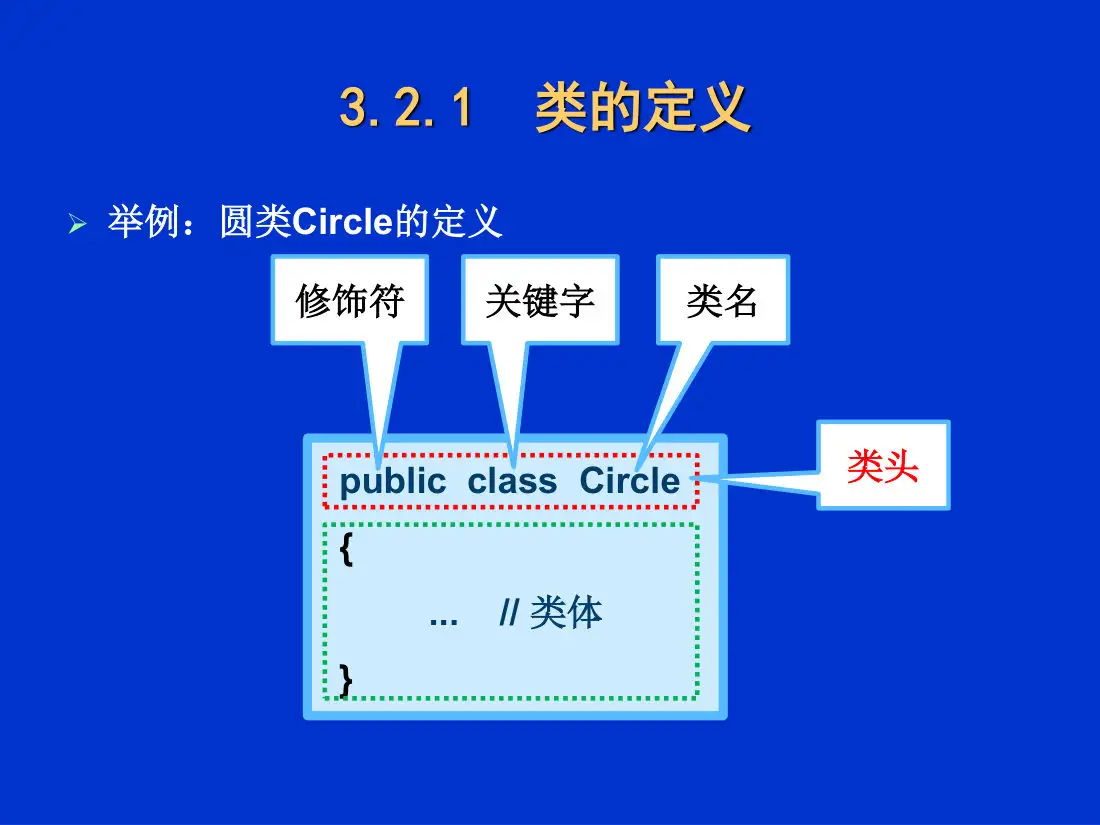 3.2.1 类的定义
举例：圆类Circle的定义
修饰符
关键字
类名
类头
public class Circle
{
... // 类体
}